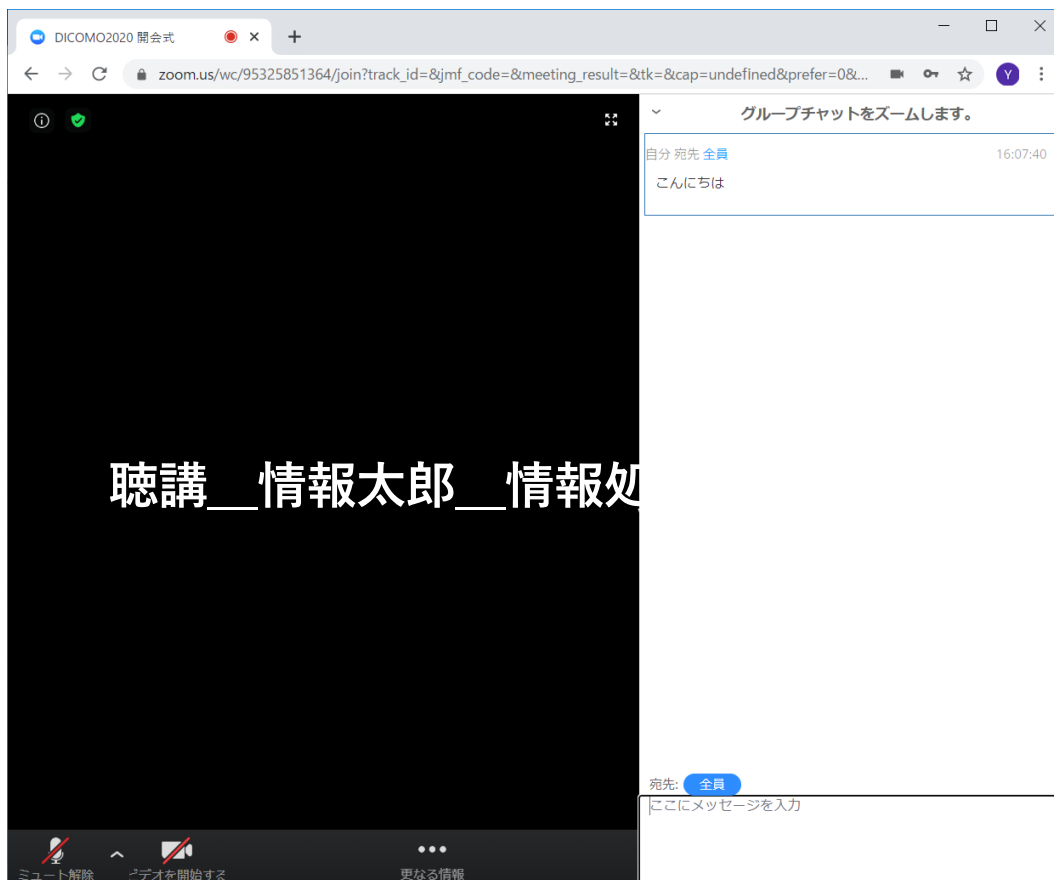 DICOMO2020 開会式
zoom.us/wc/95325851364/join?track_id=&jmf_code=&meeting_result=&tk=&cap=undefined&prefer=0&...
Y
グループチャットをズームします。
自分 宛先 全員 16:07:40
こんにちは
聴講__情報太郎__情報処
宛先: 全員
ここにメッセージを入力
ミュート解除 ビデオを開始する 更なる情報